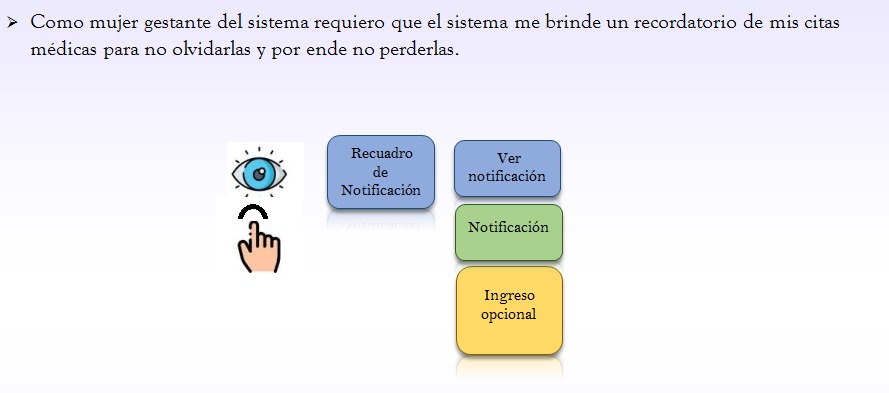 Como mujer gestante del sistema requiero que el sistema me brinde un recordatorio de mis citas
médicas para no olvidarlas y por ende no perderlas.
Recuadro
de
Notificación
Ver
notificación
Notificación
Ingreso
opcional